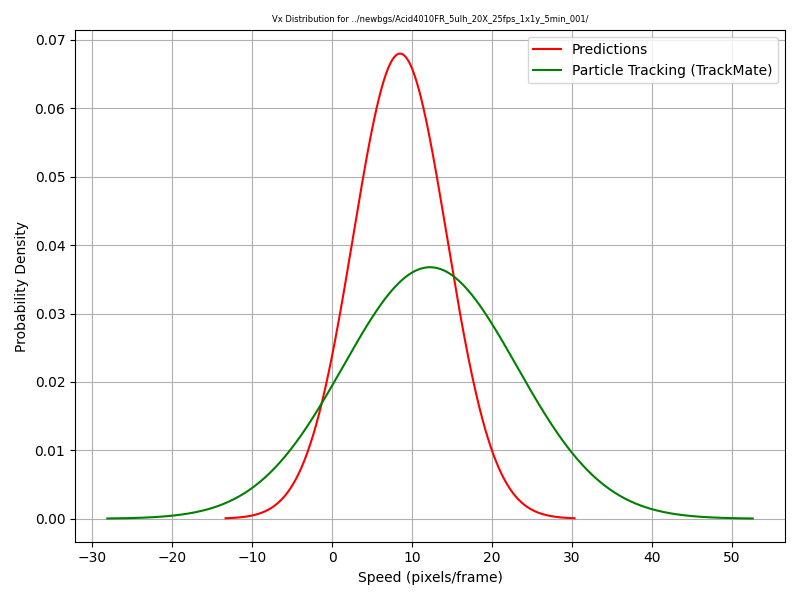 Vx Distribution for ../newbgs/Acid4010FR_5ulh_20X_25fps_1x1y_5min_001/
Predictions
Particle Tracking (TrackMate)
Probability Density
0.07
0.06
0.05
0.04
0.03
0.02
0.01
0.00
−30 −20 −10 0 10 20 30 40 50
Speed (pixels/frame)